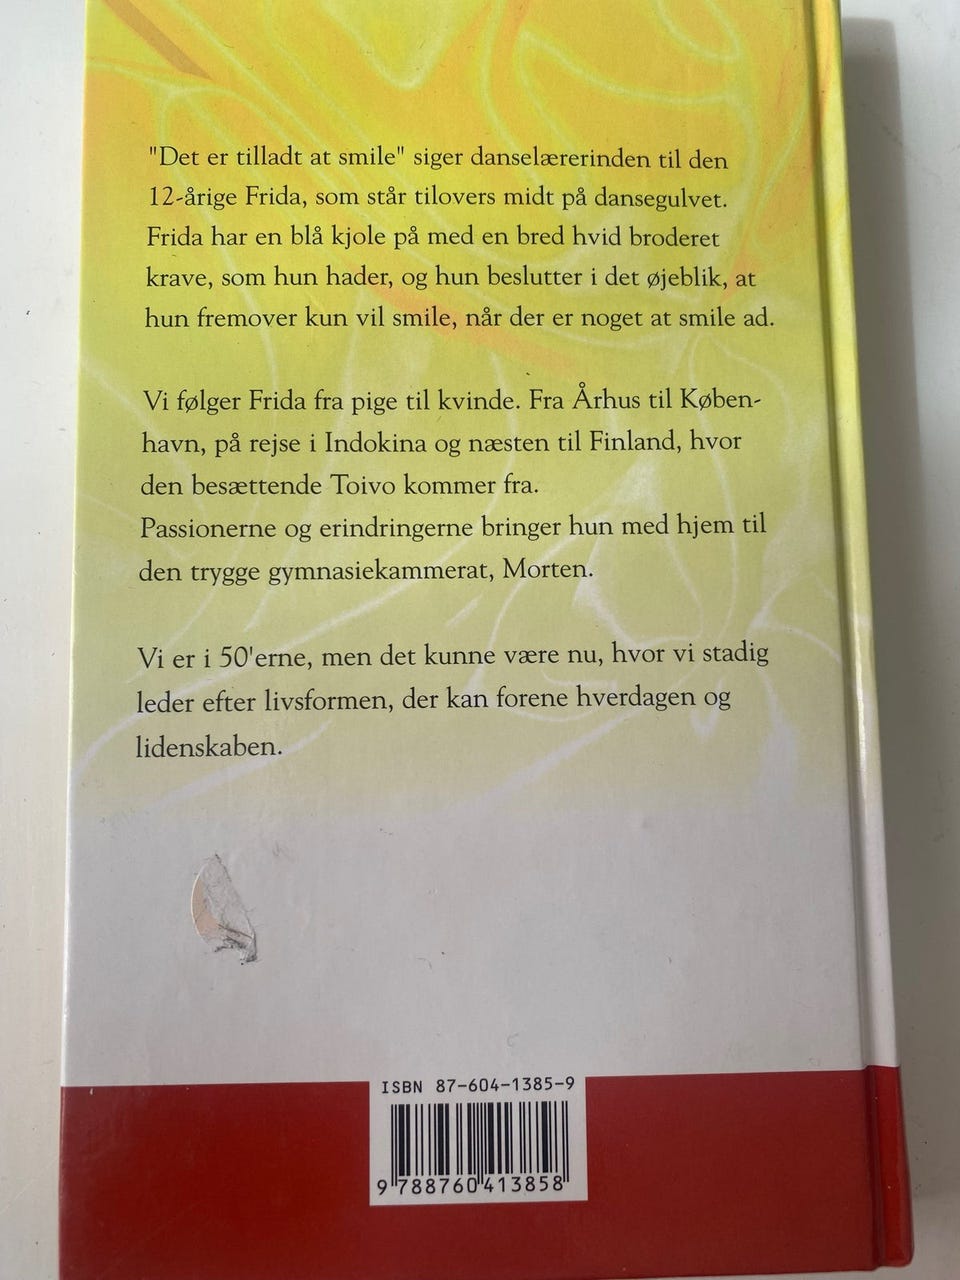 "Det er tilladt at smile" siger danselærerinden til den
12-årige Frida, som står tilovers midt på dansegulvet.
Frida har en blå kjole på med en bred hvid broderet
krave, som hun hader, og hun beslutter i det øjeblik, at
hun fremover kun vil smile, når der er noget at smile ad.
Vi følger Frida fra pige til kvinde. Fra Århus til Køben-
havn, på rejse i Indokina og næsten til Finland, hvor
den besættende Toivo kommer fra.
Passionerne og erindringerne bringer hun med hjem til
den trygge gymnasiekammerat, Morten.
Vi er i 50'erne, men det kunne være nu, hvor vi stadig
leder efter livsformen, der kan forene hverdagen og
lidenskaben.
ISBN 87-604-1385-9
9 788760 413858